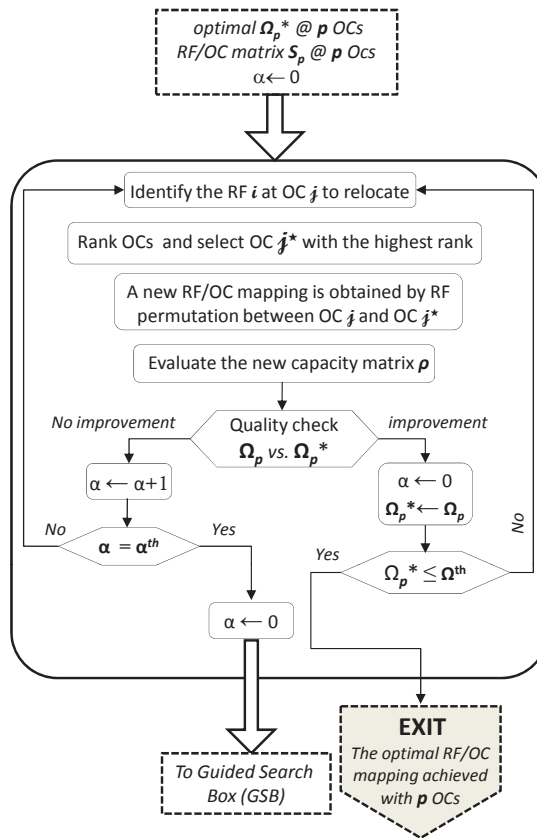 optimal Ωp* @ p OCs
RF/OC matrix Sp @ p Ocs
α← 0
Identify the RF i at OC j to relocate
Rank OCs and select OC j* with the highest rank
A new RF/OC mapping is obtained by RF
permutation between OC j and OC j*
Evaluate the new capacity matrix ρ
No improvement
Quality check
Ωp vs. Ωp*
improvement
α ← α+1
α ← 0
Ωp* ← Ωp
No
α = αth
Yes
Yes
Ωp* ≤ Ωth
No
α ← 0
To Guided Search
Box (GSB)
EXIT
The optimal RF/OC
mapping achieved
with p OCs